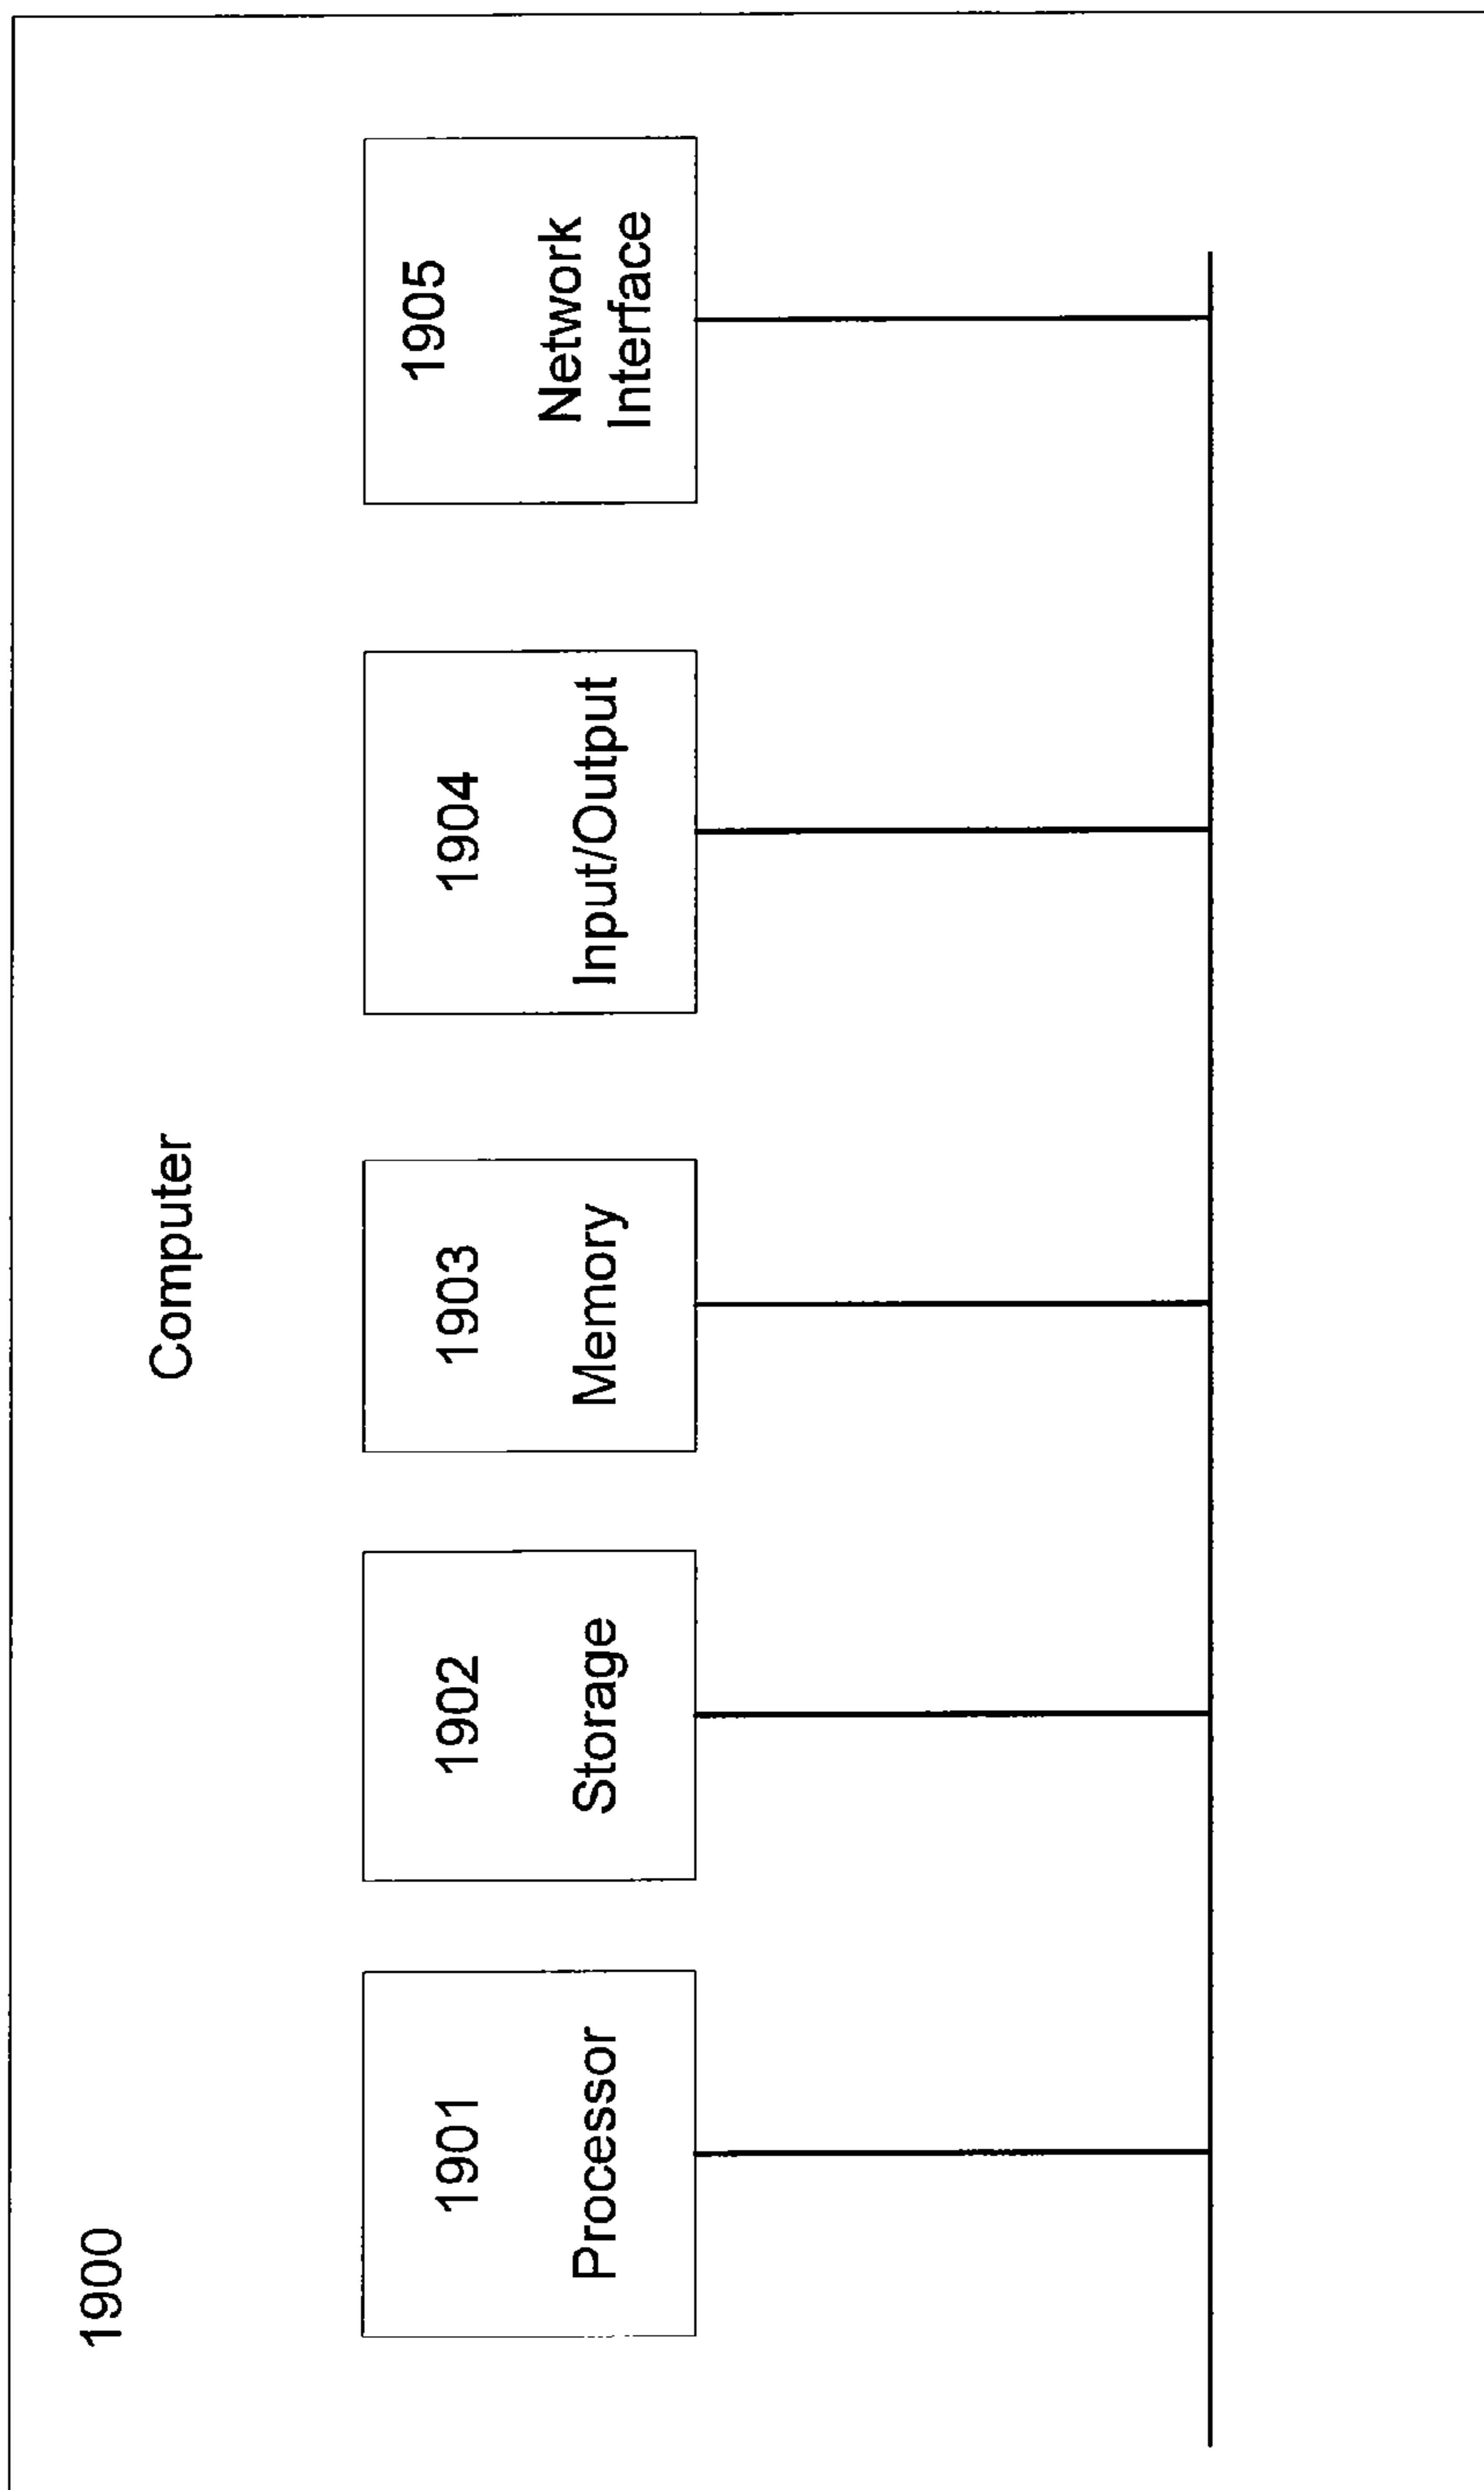 1900
Computer
1901
Processor
1902
Storage
1903
Memory
1904
Input/Output
1905
Network
Interface